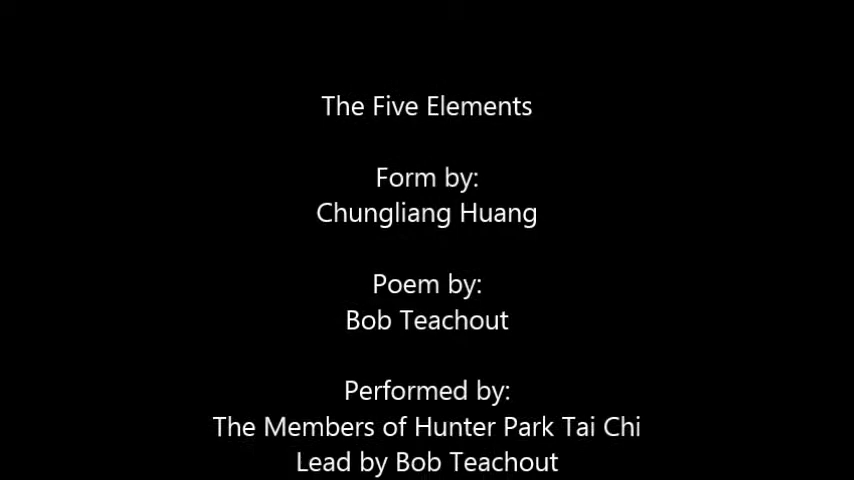 The Five Elements
Form by:
Chungliang Huang
Poem by:
Bob Teachout
Performed by:
The Members of Hunter Park Tai Chi
Lead by Bob Teachout